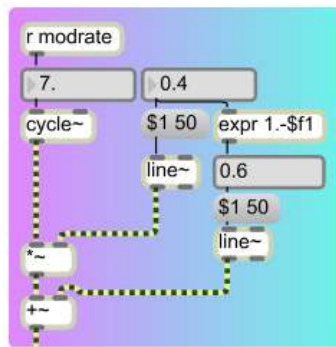 r modrate
7.
0.4
cycle~
$1 50
expr 1.-$f1
line~
0.6
$1 50
*~
line~
+~